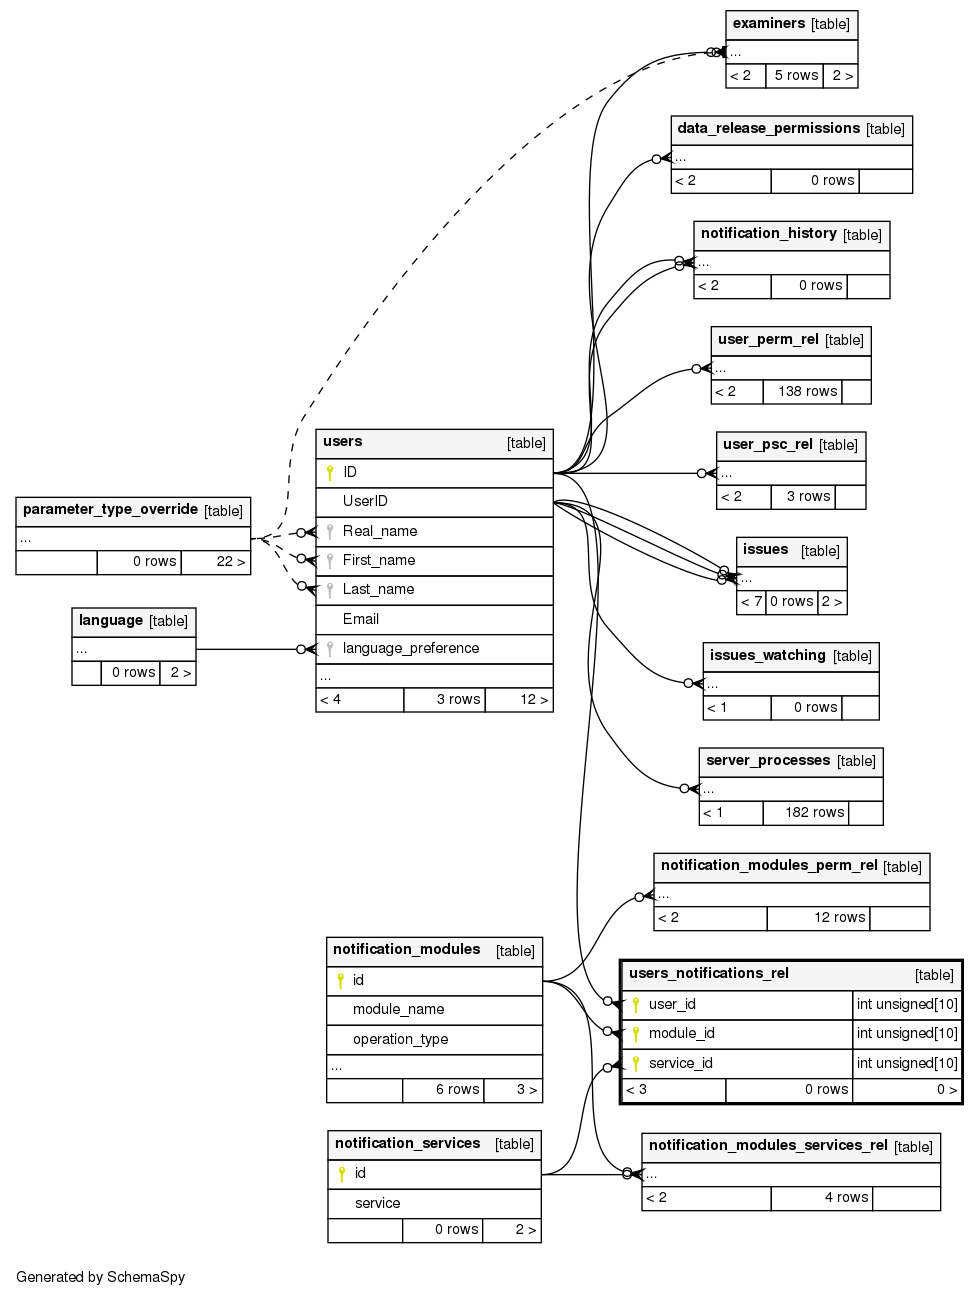 examiners [table]
...
< 2 5 rows 2 >
data_release_permissions [table]
...
< 2 0 rows
notification_history [table]
...
< 2 0 rows
user_perm_rel [table]
...
< 2 138 rows
user_psc_rel [table]
...
< 2 3 rows
users [table]
ID
UserID
Real_name
First_name
Last_name
Email
language_preference
...
< 4 3 rows 12 >
parameter_type_override [table]
...
0 rows 22 >
language [table]
...
0 rows 2 >
issues [table]
...
< 7 0 rows 2 >
issues_watching [table]
...
< 1 0 rows
server_processes [table]
...
< 1 182 rows
notification_modules_perm_rel [table]
...
< 2 12 rows
notification_modules [table]
id
module_name
operation_type
...
6 rows 3 >
users_notifications_rel [table]
user_id int unsigned[10]
module_id int unsigned[10]
service_id int unsigned[10]
< 3 0 rows 0 >
notification_services [table]
id
service
0 rows 2 >
notification_modules_services_rel [table]
...
< 2 4 rows
Generated by SchemaSpy